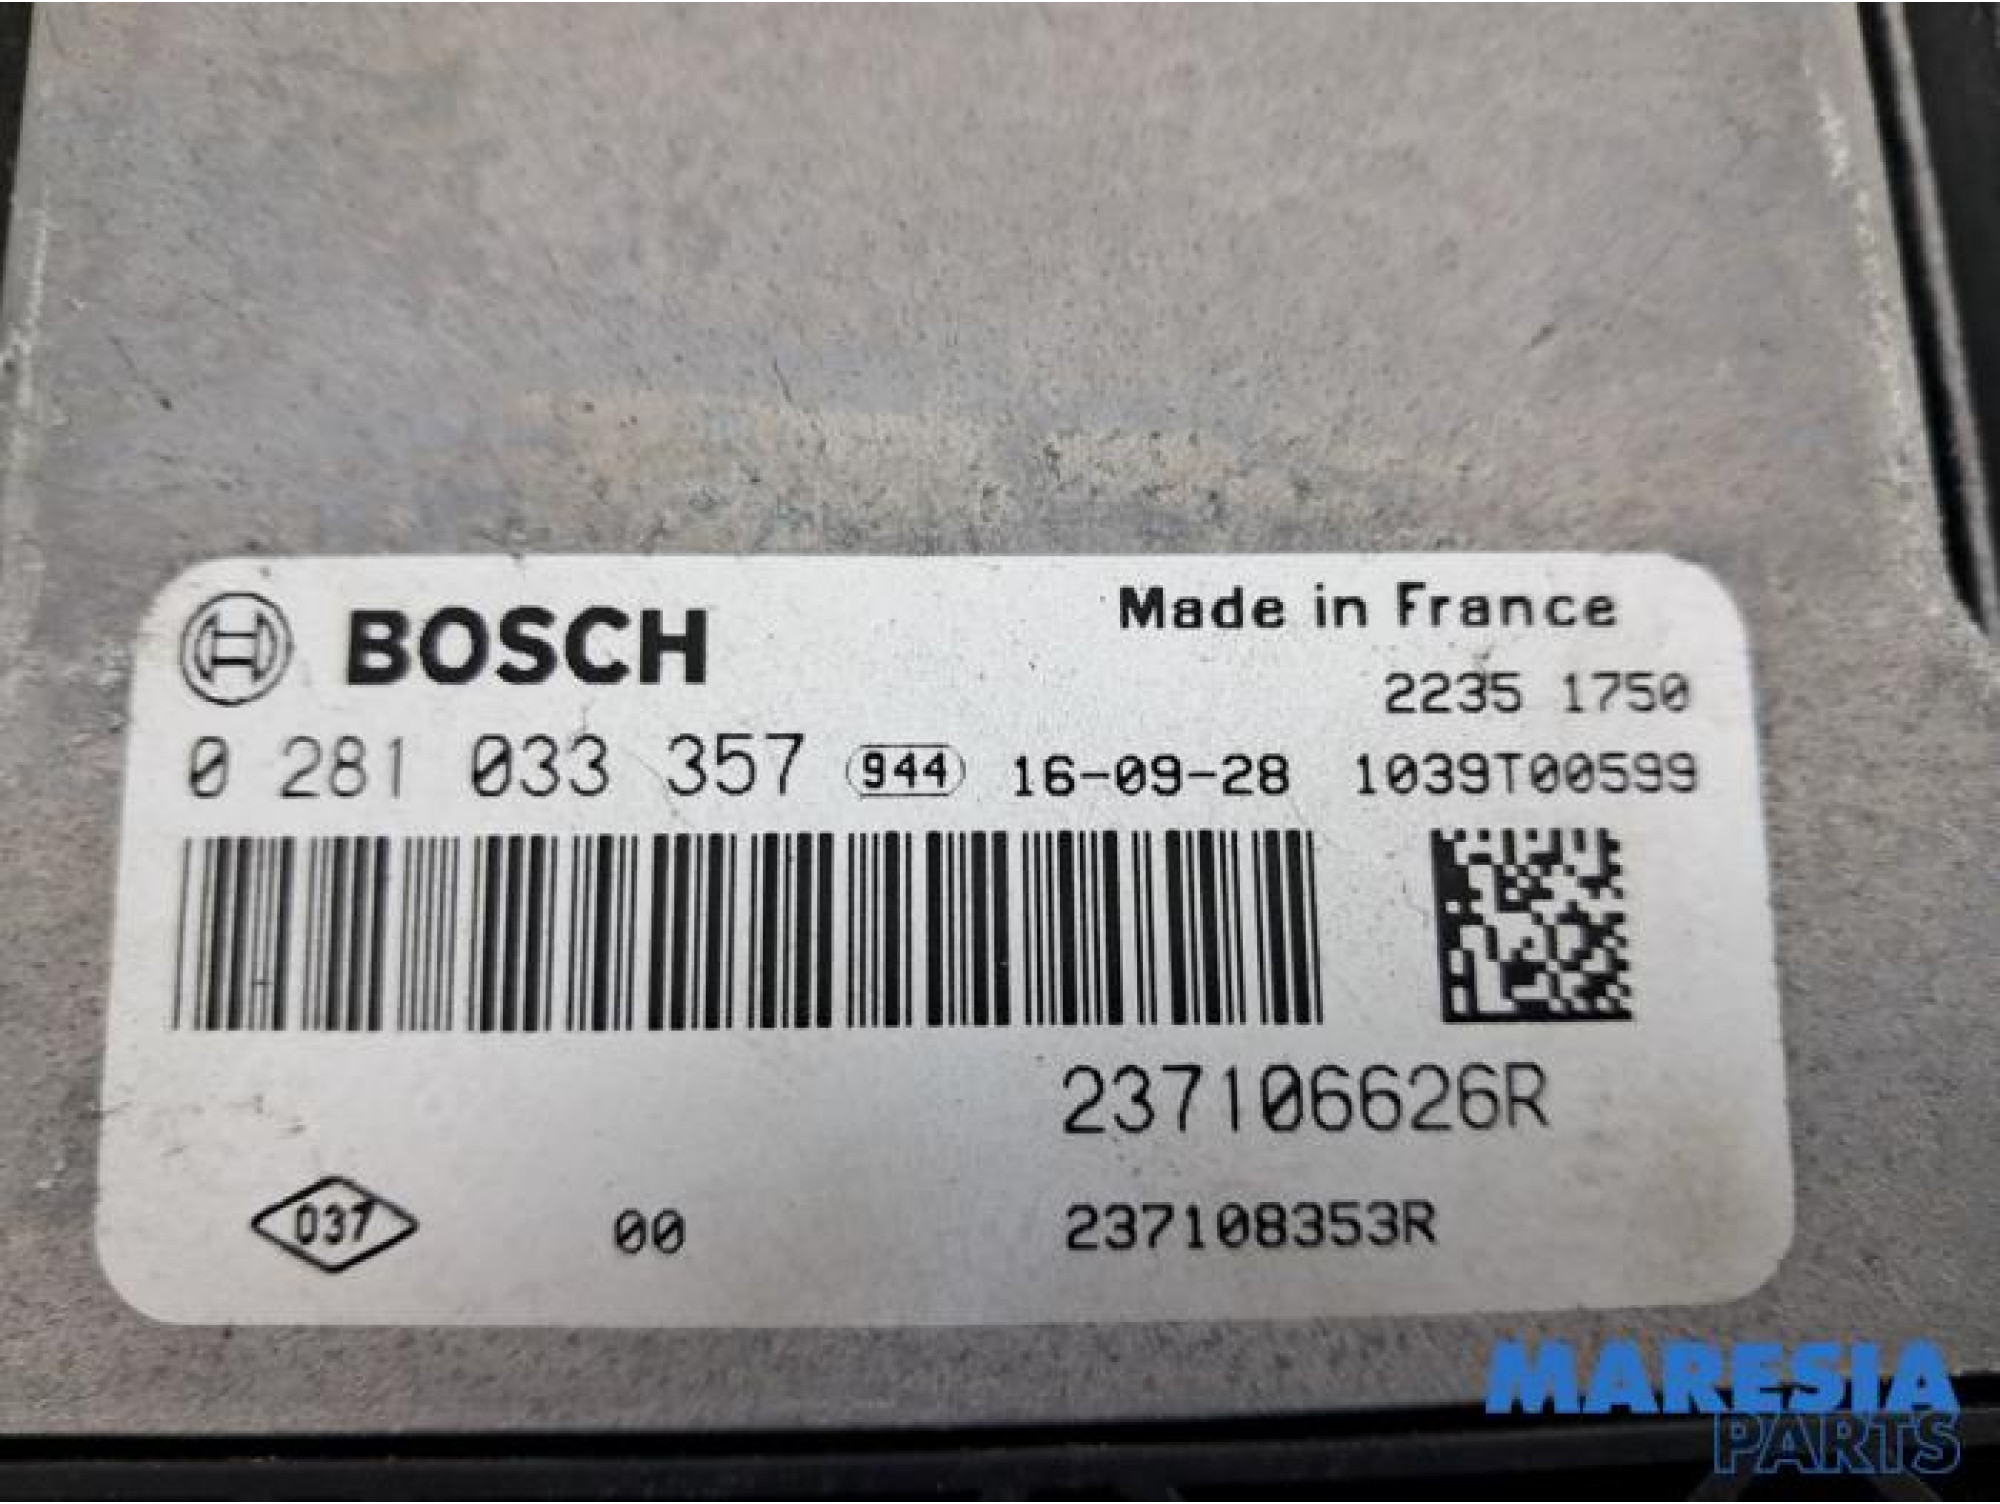 BOSCH
Made in France
2235 1750
0 281 033 357 944 16-09-28 1039T00599
237106626R
037 00 237108353R
MARESIA
PARTS